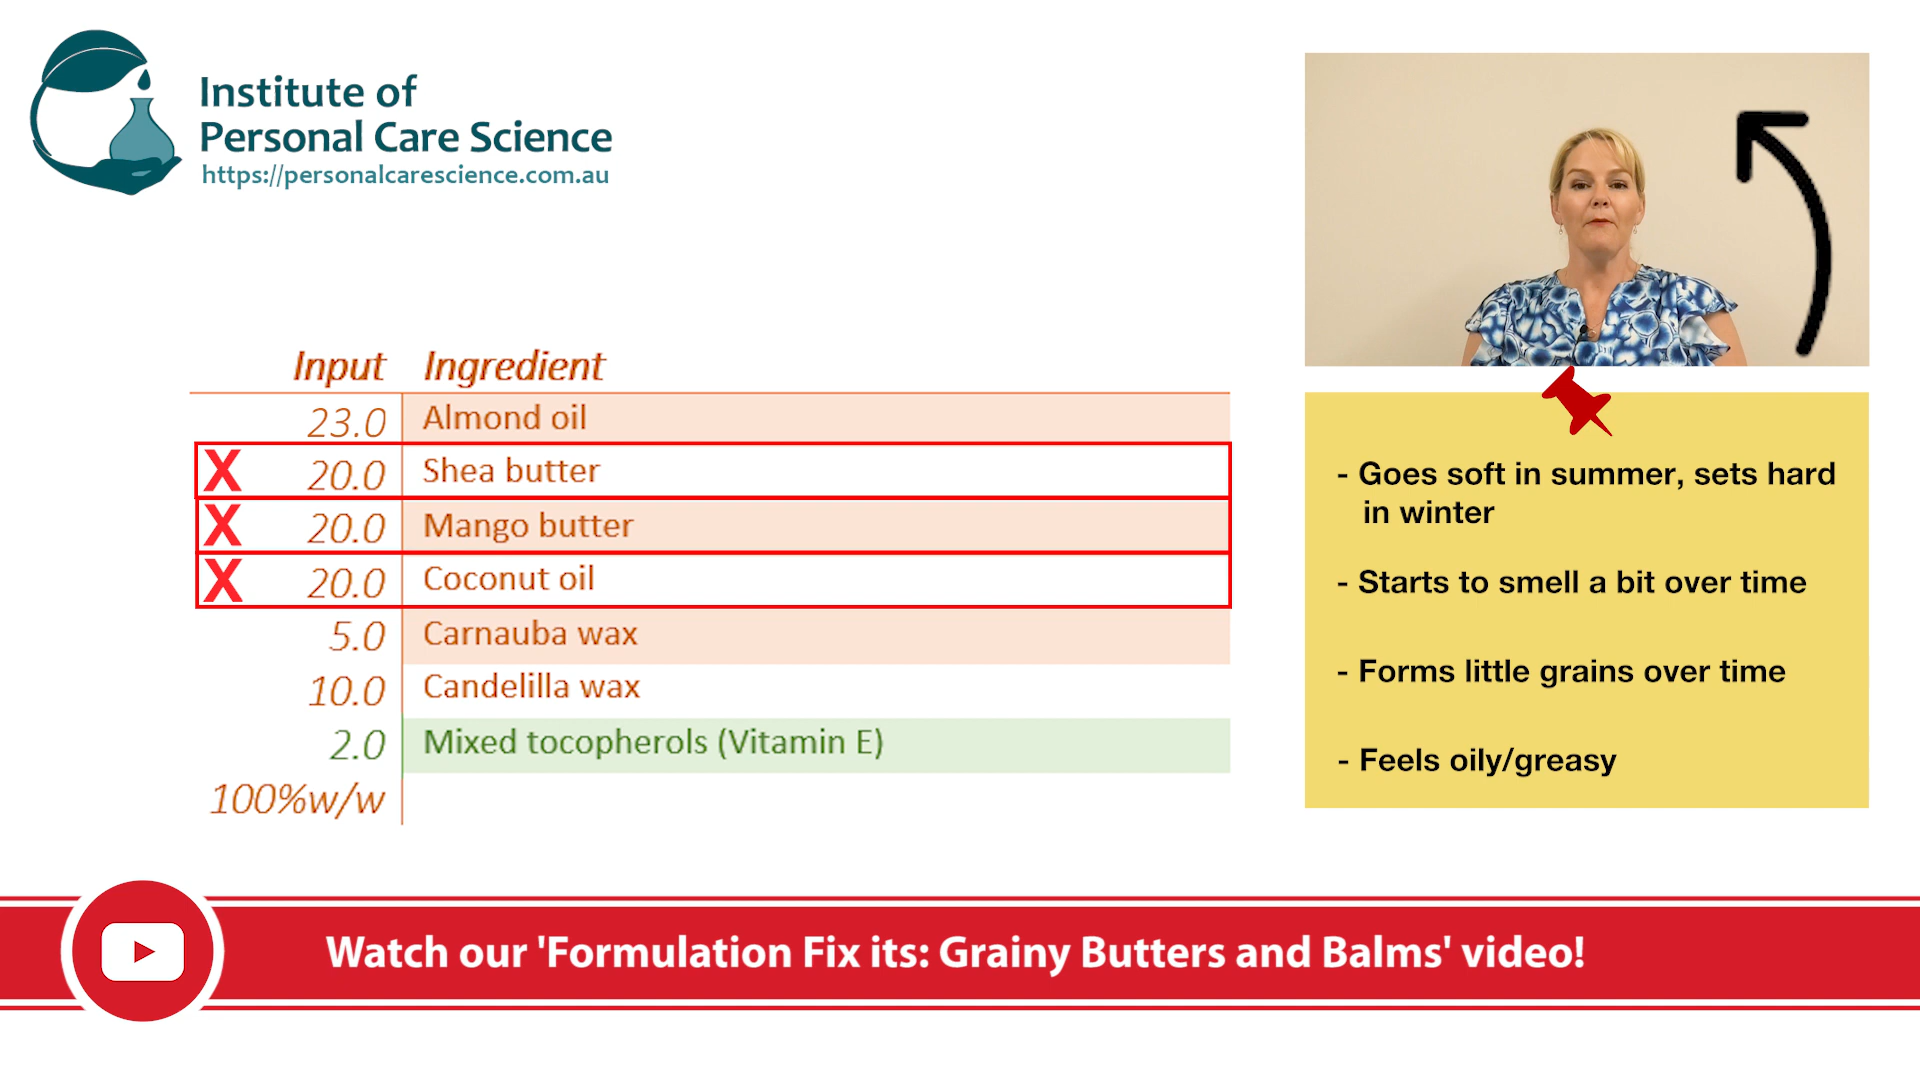 Institute of
Personal Care Science
https://personalcarescience.com.au
Input Ingredient
23.0 Almond oil
X 20.0 Shea butter
X 20.0 Mango butter
X 20.0 Coconut oil
5.0 Carnauba wax
10.0 Candelilla wax
2.0 Mixed tocopherols (Vitamin E)
100%w/w
- Goes soft in summer, sets hard
in winter
- Starts to smell a bit over time
- Forms little grains over time
- Feels oily/greasy
Watch our 'Formulation Fix its: Grainy Butters and Balms' video!